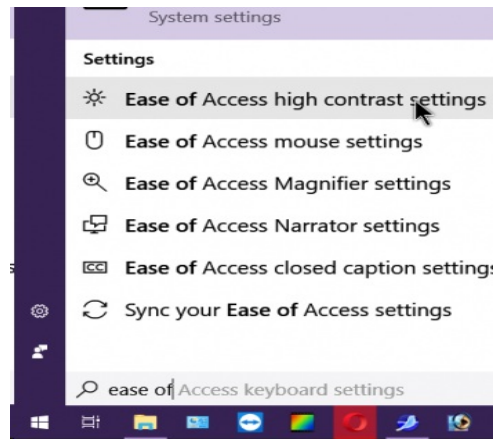 System settings
Settings
Ease of Access high contrast settings
Ease of Access mouse settings
Ease of Access Magnifier settings
Ease of Access Narrator settings
CC Ease of Access closed caption settings
Sync your Ease of Access settings
ease of Access keyboard settings